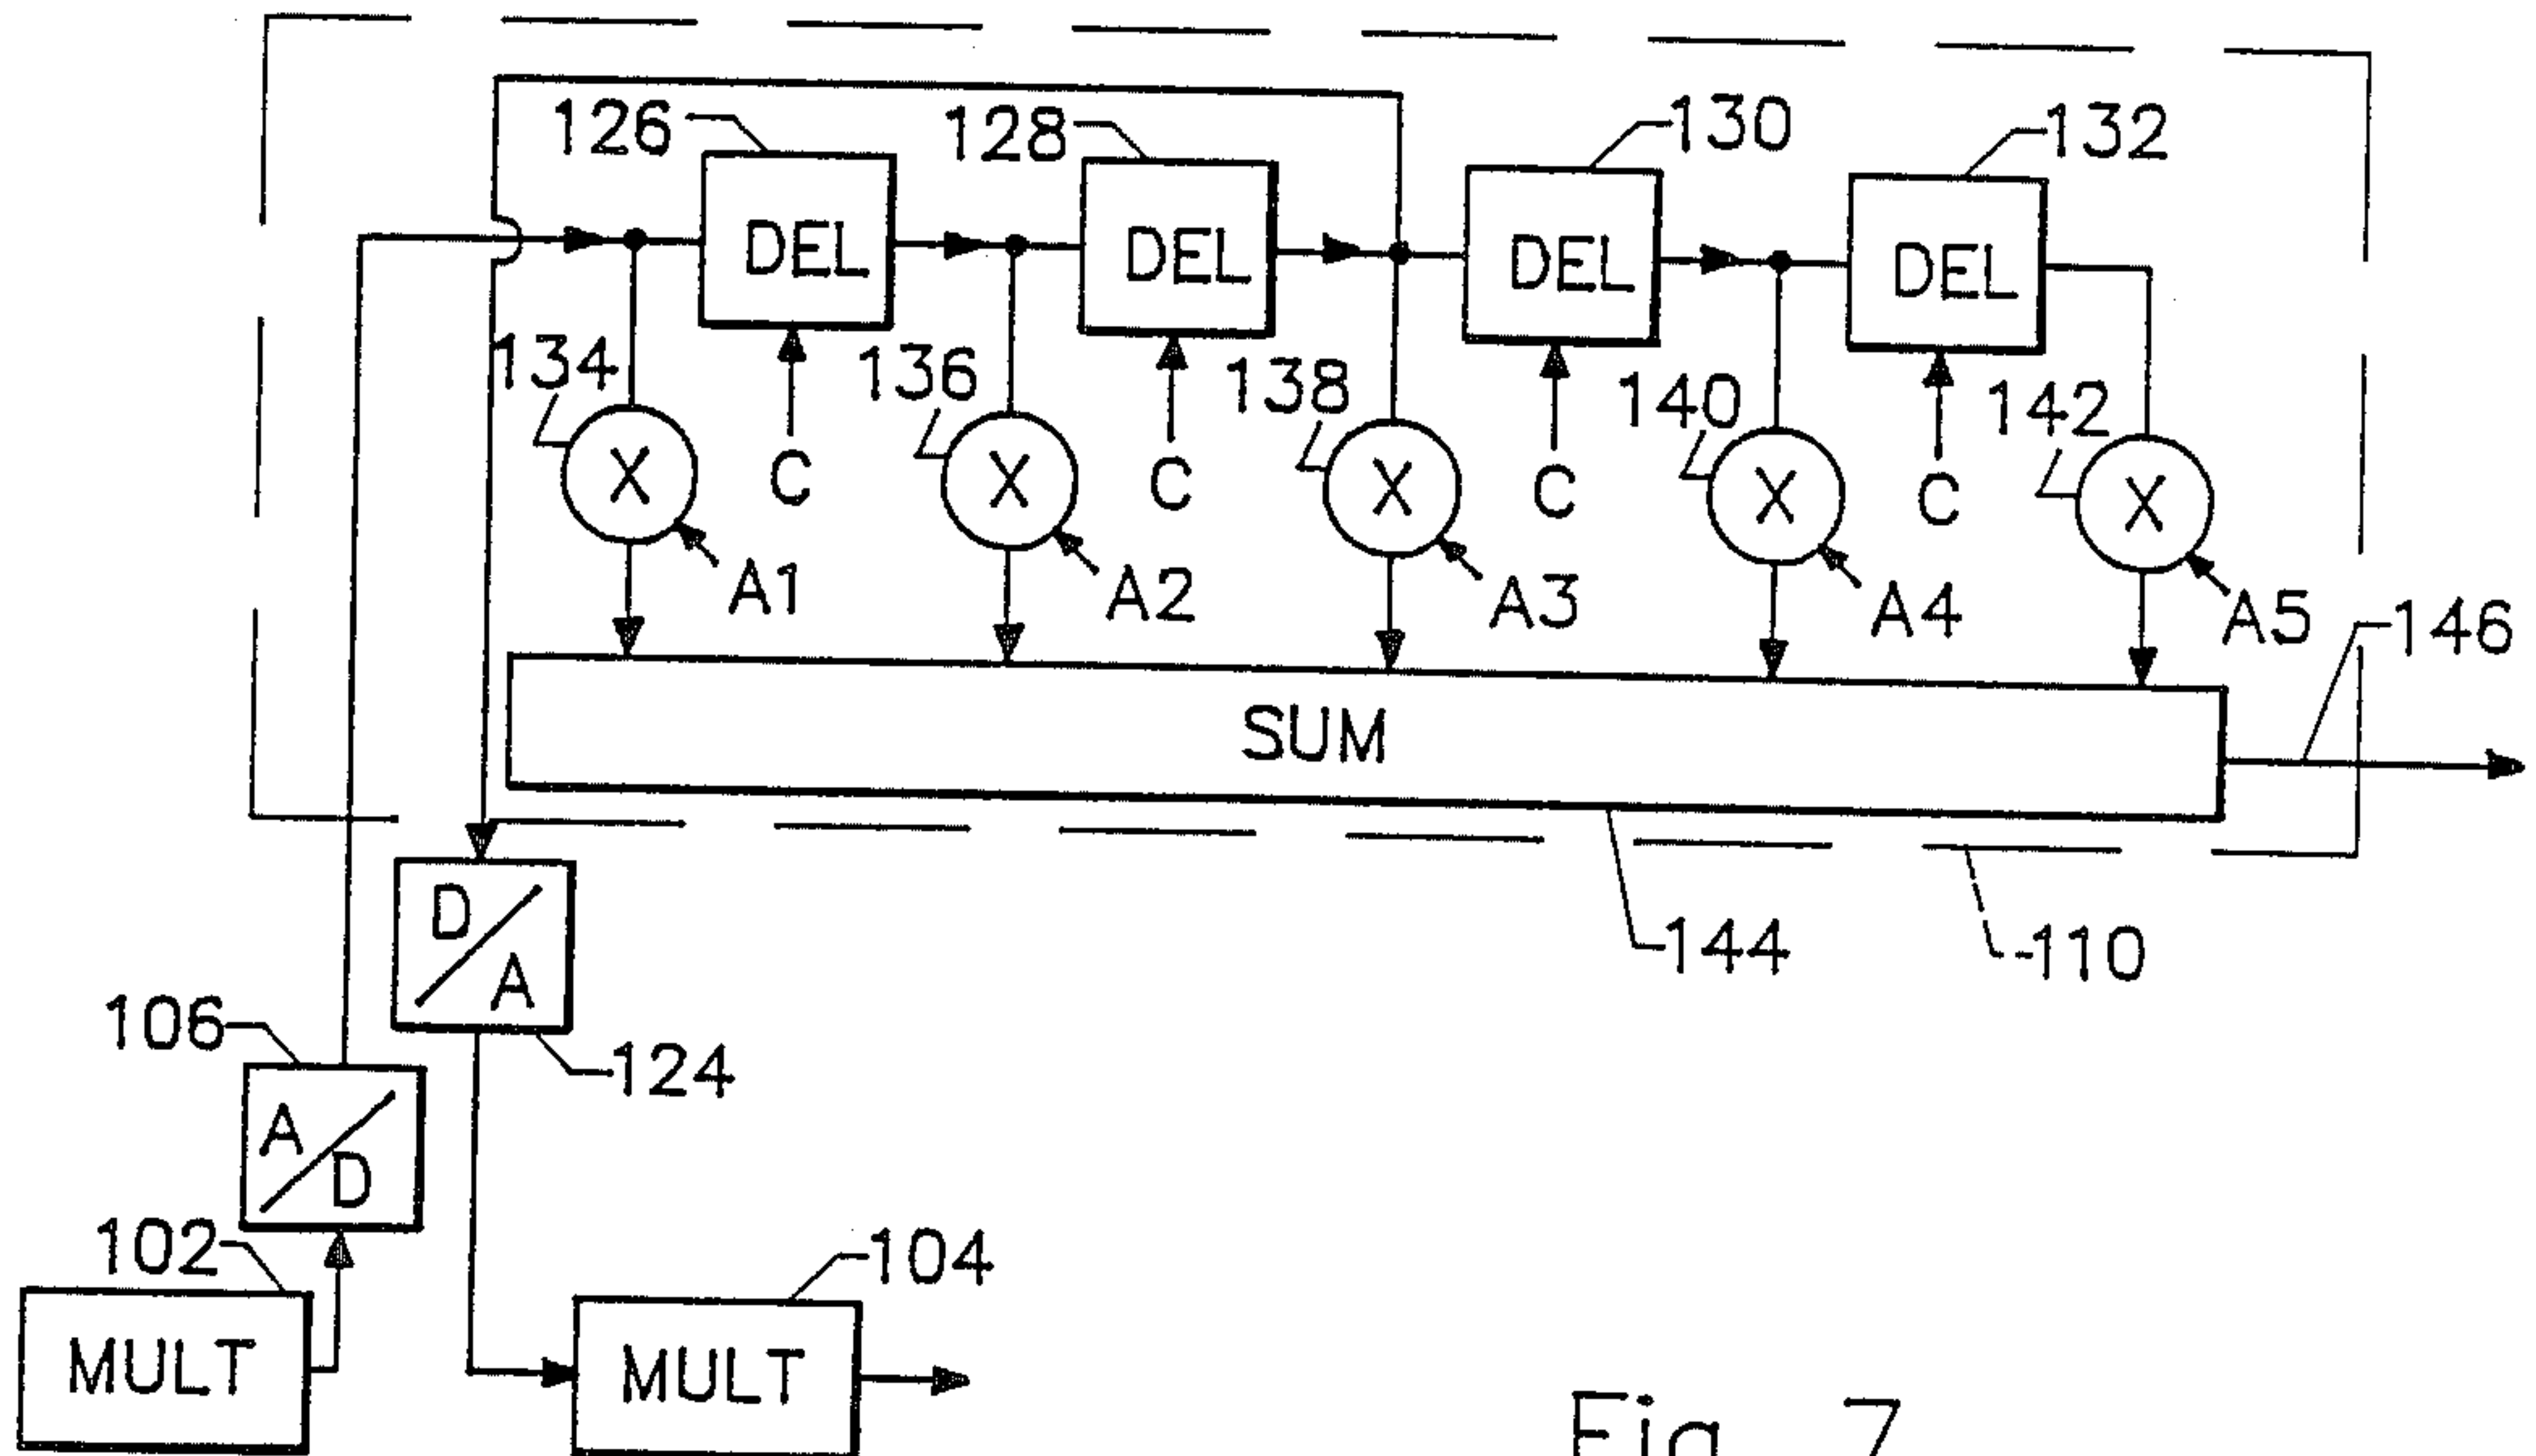 126
128
130
132
DEL
DEL
DEL
DEL
134
136
138
140
142
C
C
C
C
X
X
X
X
X
A1
A2
A3
A4
A5
146
SUM
D/A
144
110
106
124
A/D
102
104
MULT
MULT
Fig. 7